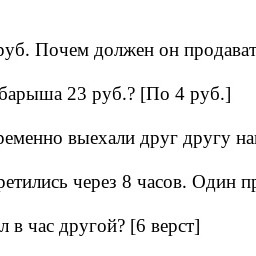 руб. Почем должен он продават
барыша 23 руб.? [По 4 руб.]
ременно выехали друг другу на
ретились через 8 часов. Один п
л в час другой? [6 верст]